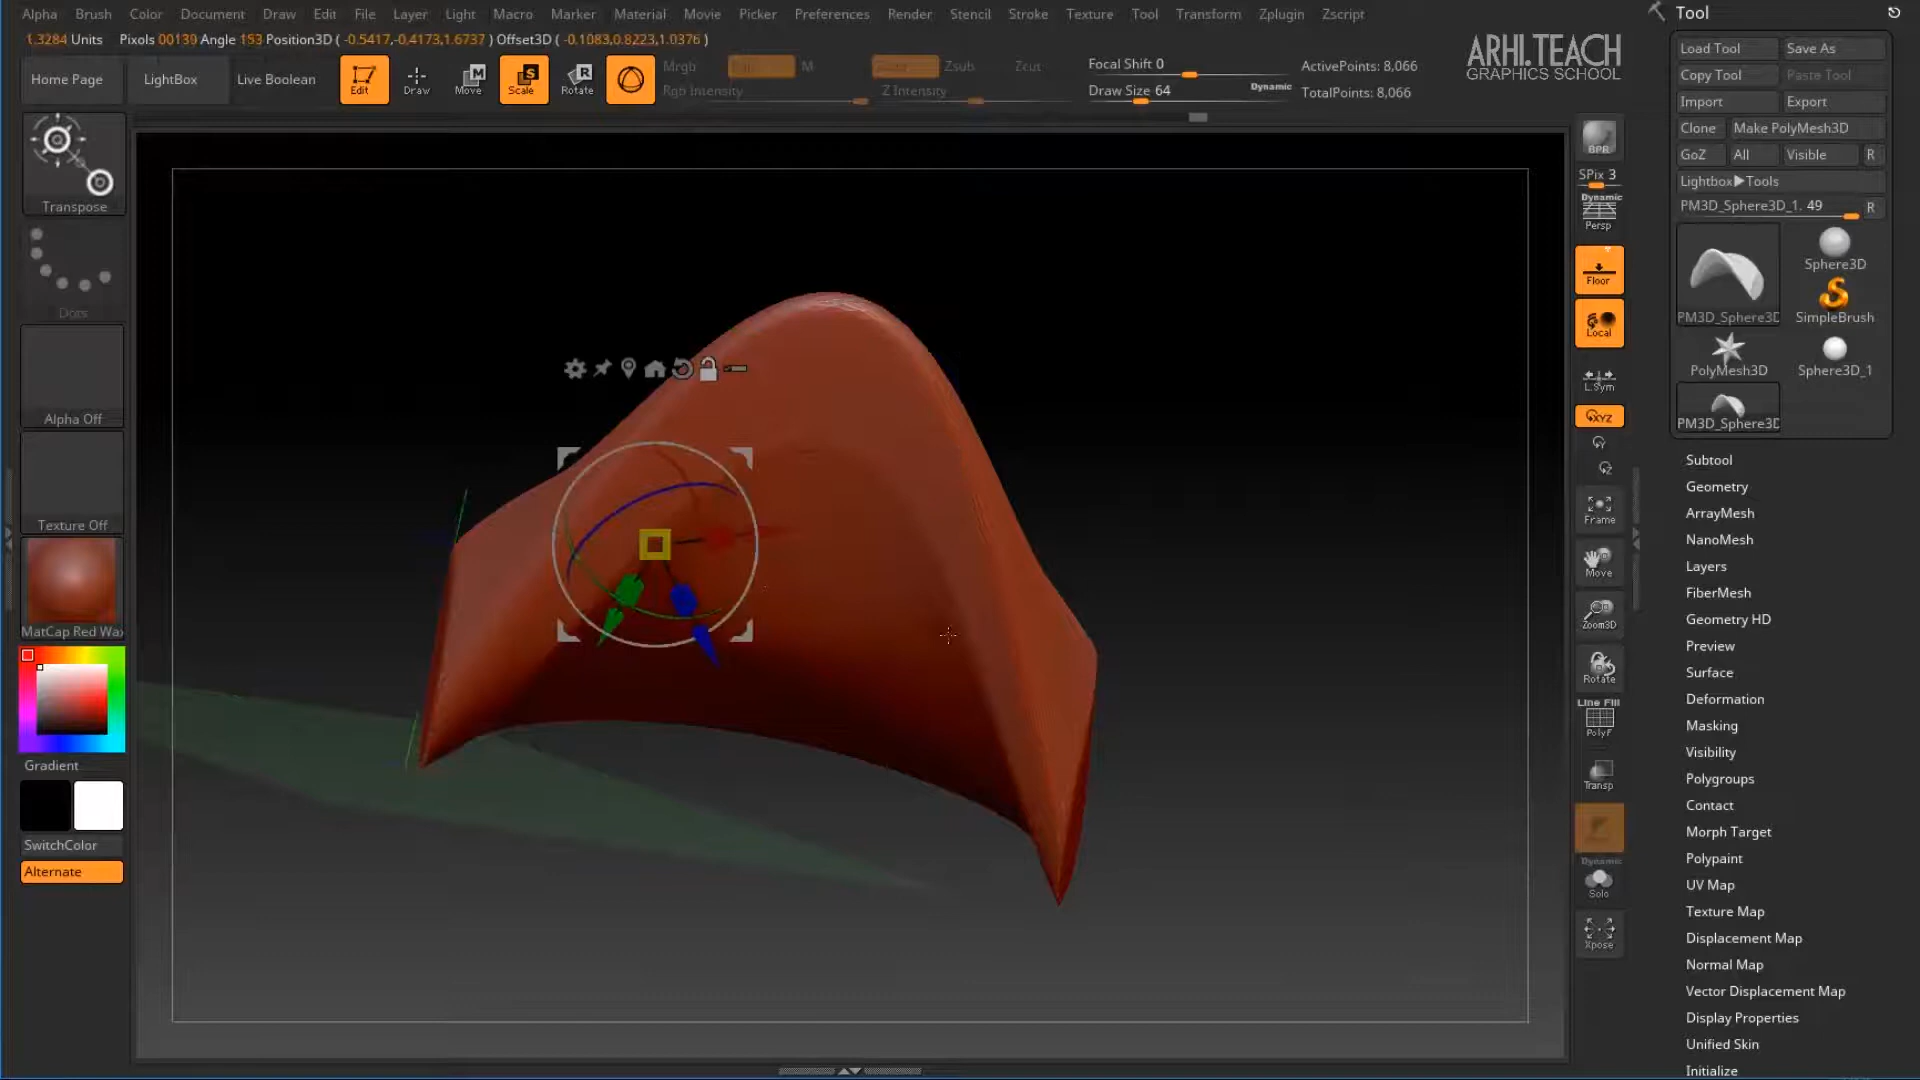 Alpha Brush Color Document Draw Edit File Layer Light Macro Marker Material Movie Picker Preferences Render Stencil Stroke Texture Tool Transform Zplugin Zscript
1.3284 Units Pixols 00139 Angle 153 Position3D ( -0.5417,-0.4173,1.6737 ) Offset3D ( -0.1083,0.8223,1.0376 )
Home Page LightBox Live Boolean Edit Draw Move Scale Rotate
Mrgb M Zsub Zcut
Rgb Intensity Z Intensity
Focal Shift 0
Draw Size 64 Dynamic
ActivePoints: 8,066
TotalPoints: 8,066
ARHI.TEACH
GRAPHICS SCHOOL
Transpose
Dots
Alpha Off
Texture Off
MatCap Red Wax
Gradient
SwitchColor
Alternate
BPR
SPix 3
Dynamic
Persp
Floor
Local
L.Sym
XYZ
Frame
Move
Zoom3D
Rotate
Line Fill
PolyF
Transp
Dynamic
Solo
Xpose
Tool
Load Tool Save As
Copy Tool Paste Tool
Import Export
Clone Make PolyMesh3D
GoZ All Visible R
Lightbox▶Tools
PM3D_Sphere3D_1. 49 R
PM3D_Sphere3D
Sphere3D
SimpleBrush
PolyMesh3D
Sphere3D_1
PM3D_Sphere3D
Subtool
Geometry
ArrayMesh
NanoMesh
Layers
FiberMesh
Geometry HD
Preview
Surface
Deformation
Masking
Visibility
Polygroups
Contact
Morph Target
Polypaint
UV Map
Texture Map
Displacement Map
Normal Map
Vector Displacement Map
Display Properties
Unified Skin
Initialize